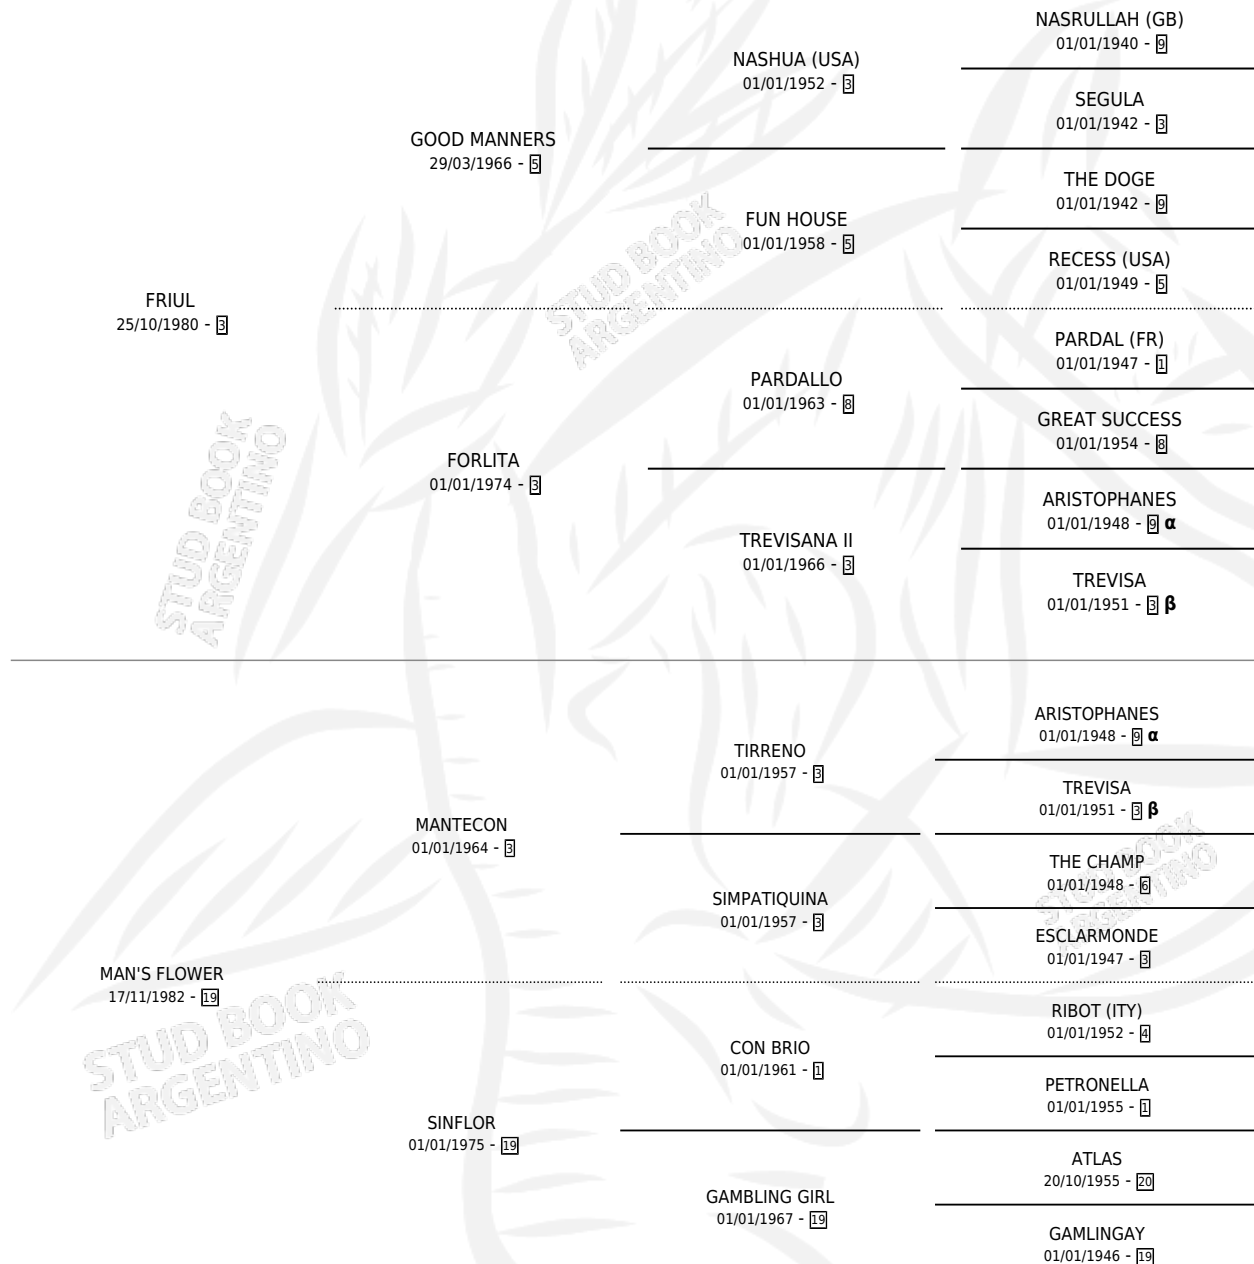 NASRULLAH (GB)
01/01/1940 - 9
NASHUA (USA)
01/01/1952 - 3
SEGULA
01/01/1942 - 3
GOOD MANNERS
29/03/1966 - 5
THE DOGE
01/01/1942 - 9
FUN HOUSE
01/01/1958 - 5
RECESS (USA)
01/01/1949 - 5
FRIUL
25/10/1980 - 3
PARDAL (FR)
01/01/1947 - 1
PARDALLO
01/01/1963 - 8
GREAT SUCCESS
01/01/1954 - 8
FORLITA
01/01/1974 - 3
ARISTOPHANES
01/01/1948 - 9 α
TREVISANA II
01/01/1966 - 3
TREVISA
01/01/1951 - 3 β
ARISTOPHANES
01/01/1948 - 9 α
TIRRENO
01/01/1957 - 3
TREVISA
01/01/1951 - 3 β
MANTECON
01/01/1964 - 3
THE CHAMP
01/01/1948 - 6
SIMPATIQUINA
01/01/1957 - 3
ESCLARMONDE
01/01/1947 - 3
MAN'S FLOWER
17/11/1982 - 19
RIBOT (ITY)
01/01/1952 - 4
CON BRIO
01/01/1961 - 1
PETRONELLA
01/01/1955 - 1
SINFLOR
01/01/1975 - 19
ATLAS
20/10/1955 - 20
GAMBLING GIRL
01/01/1967 - 19
GAMLINGAY
01/01/1946 - 19
STUD BOOK
ARGENTINO
STUD BOOK
ARGENTINO
STUD BOOK
ARGENTINO
STUD BOOK
ARGENTINO